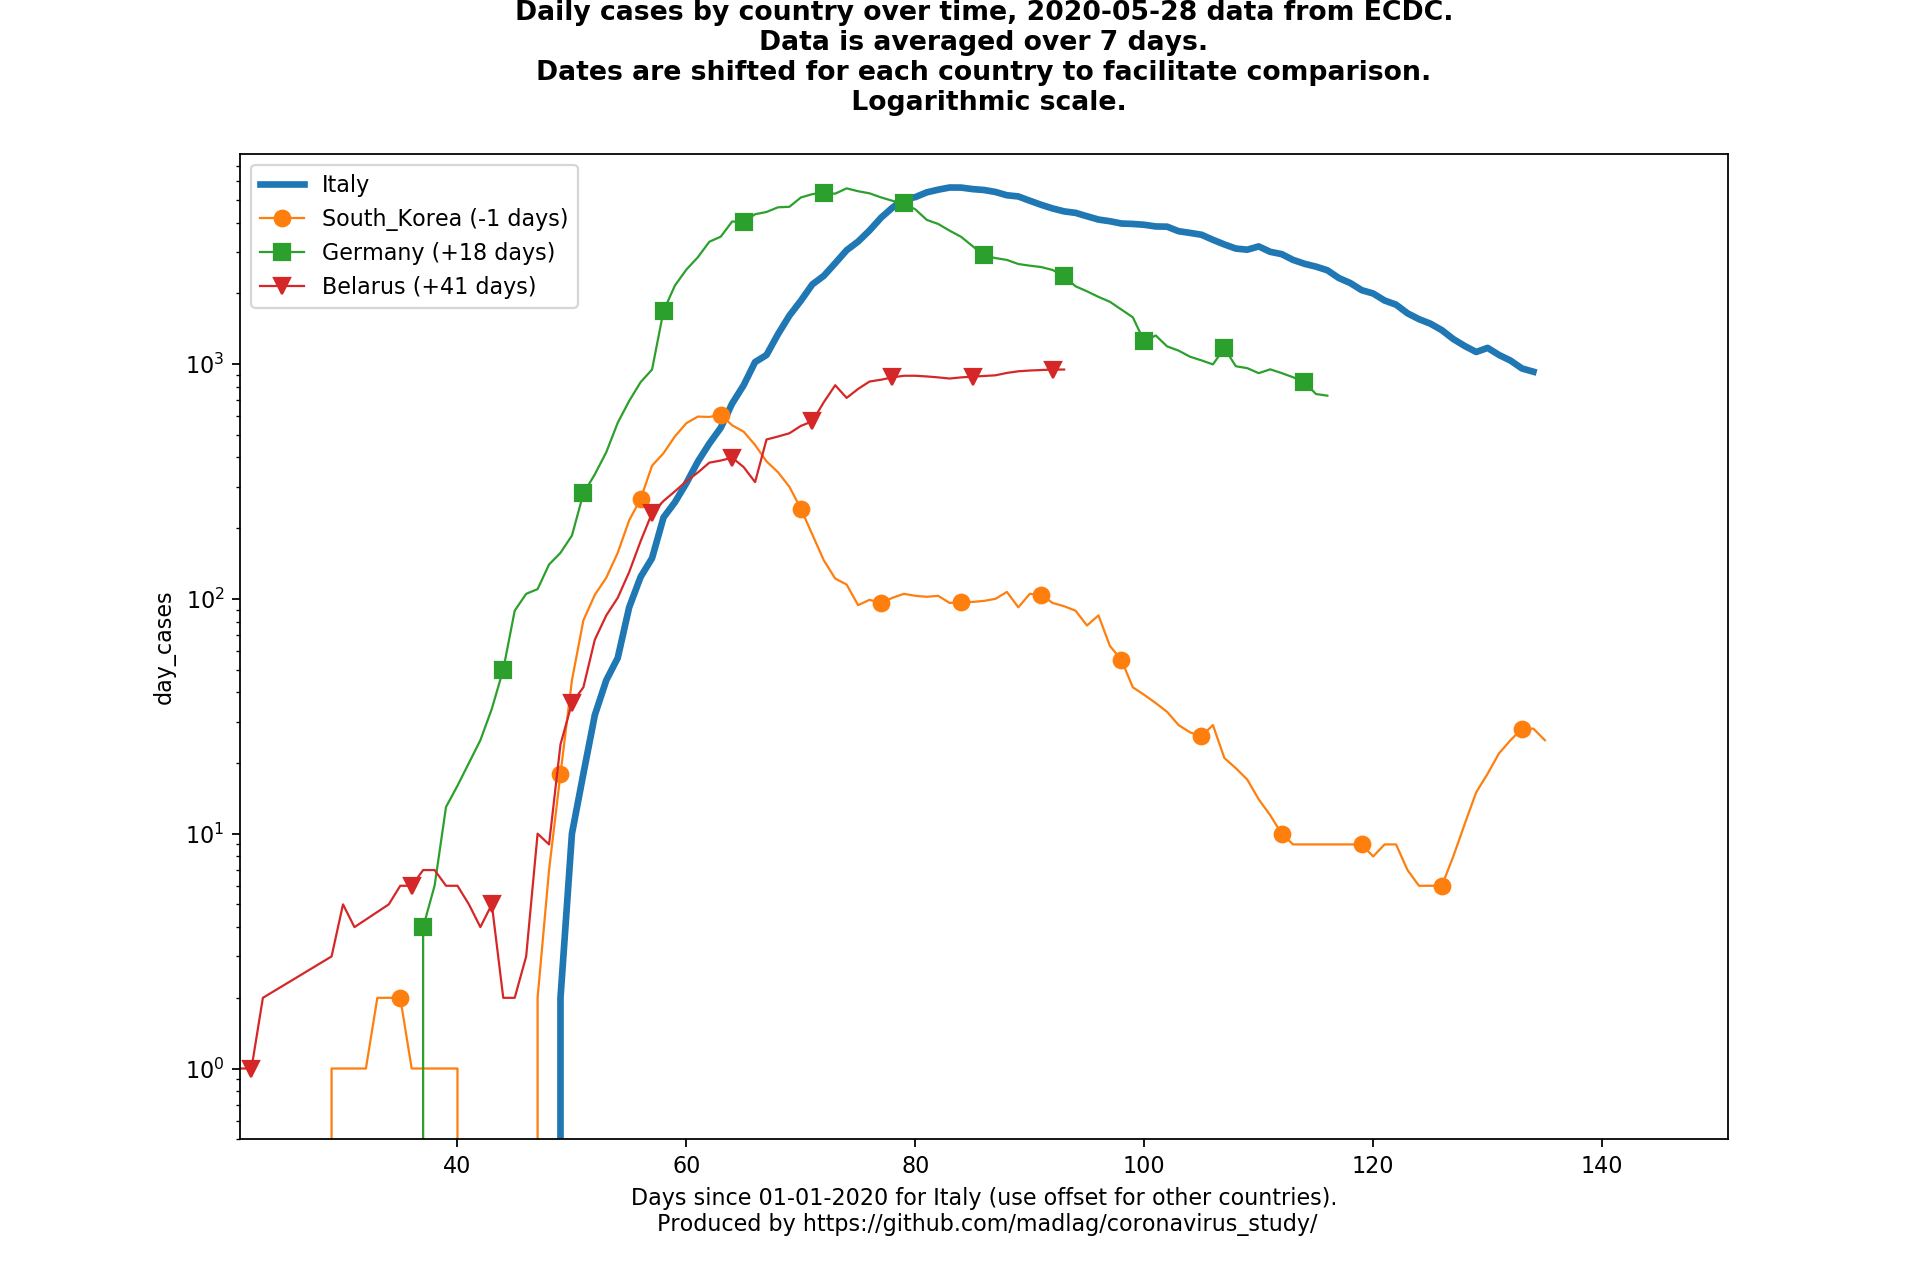 Daily cases by country over time, 2020-05-28 data from ECDC.
Data is averaged over 7 days.
Dates are shifted for each country to facilitate comparison.
Logarithmic scale.
Italy
South_Korea (-1 days)
Germany (+18 days)
Belarus (+41 days)
day_cases
10³
10²
10¹
10⁰
40 60 80 100 120 140
Days since 01-01-2020 for Italy (use offset for other countries).
Produced by https://github.com/madlag/coronavirus_study/